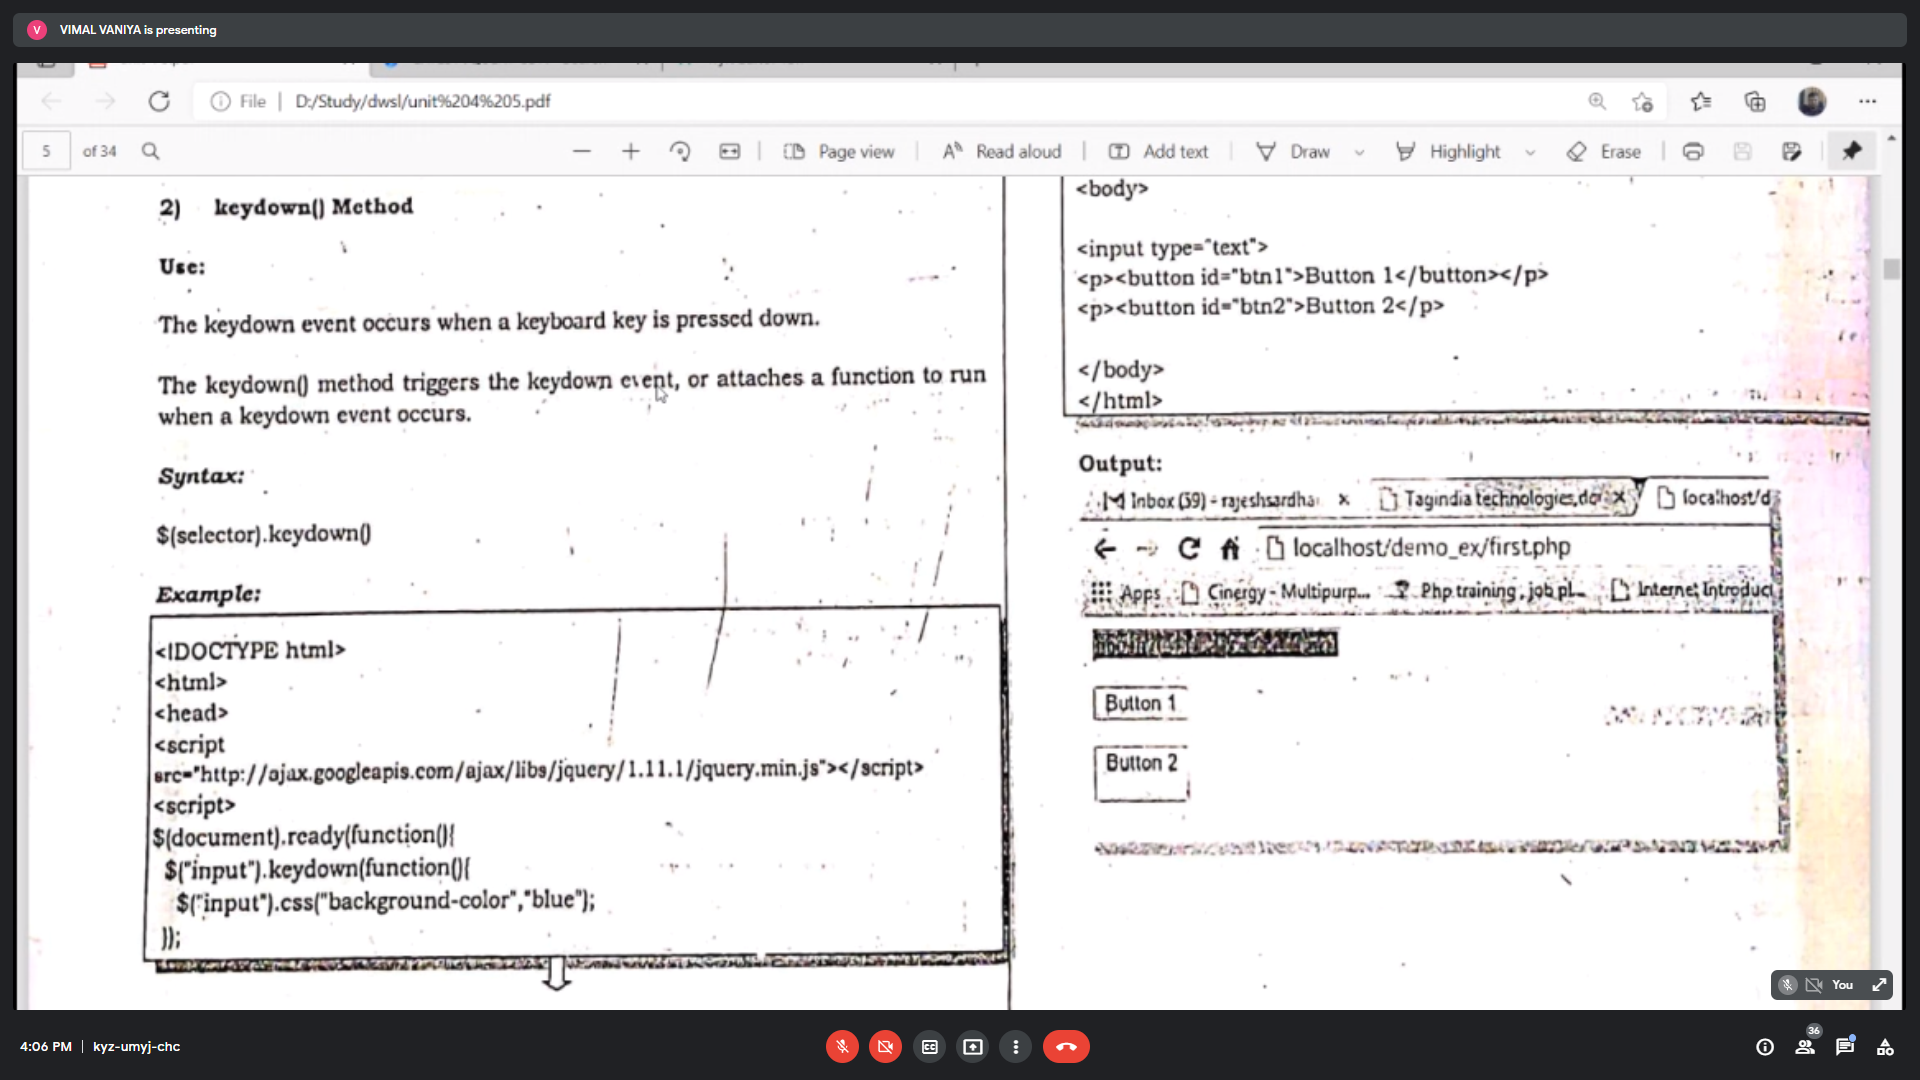 V VIMAL VANIYA is presenting
File | D:/Study/dwsl/unit%204%205.pdf
5 of 34 Page view Read aloud Add text Draw Highlight Erase
2) keydown() Method
Use:
The keydown event occurs when a keyboard key is pressed down.
The keydown() method triggers the keydown event, or attaches a function to run
when a keydown event occurs.
Syntax:
$(selector).keydown()
Example:
<!DOCTYPE html>
<html>
<head>
<script
src="http://ajax.googleapis.com/ajax/libs/jquery/1.11.1/jquery.min.js"></script>
<script>
$(document).ready(function(){
$("input").keydown(function(){
$("input").css("background-color","blue");
});
<body>
<input type="text">
<p><button id="btn1">Button 1</button></p>
<p><button id="btn2">Button 2</p>
</body>
</html>
Output:
Inbox (59) - rajeshsardha Tagindia technologies.do localhost/d
localhost/demo_ex/first.php
Apps Cinergy - Multipurp... Php training, job pl... Internet Introduct
Button 1
Button 2
You
4:06 PM | kyz-umyj-chc
36